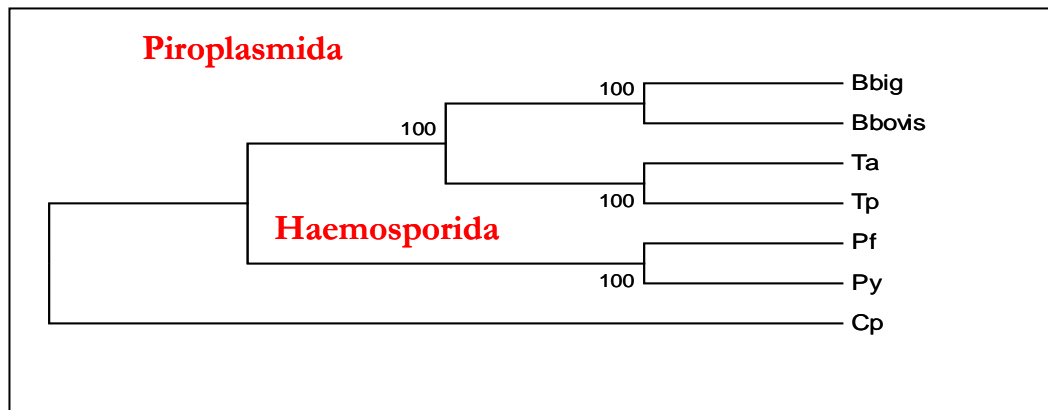 Piroplasmida
100
Bbig
100
Bbovis
Ta
100
Tp
Haemosporida
Pf
100
Py
Cp